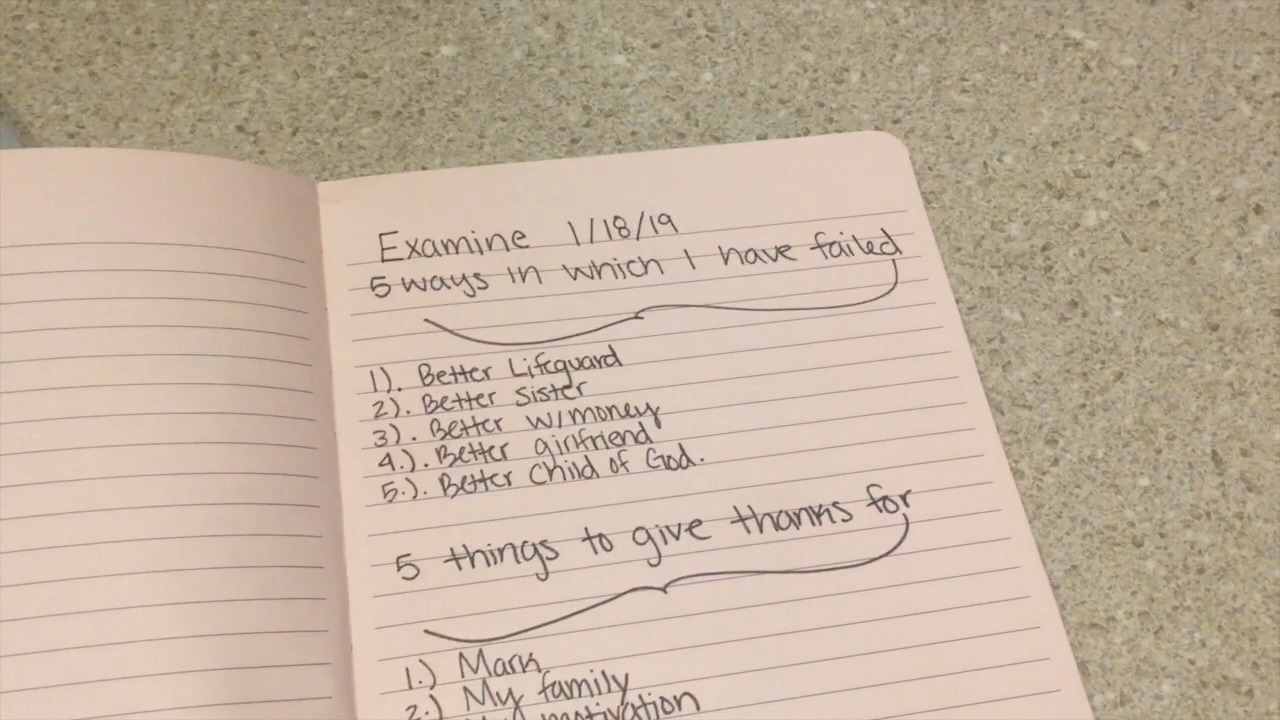 Examine 1/18/19
5 ways in which I have failed
1). Better Lifeguard
2). Better Sister
3). Better w/money
4.). Better girlfriend
5.). Better Child of God.
5 things to give thanks for
1.) Mark
2.) My family
motivation